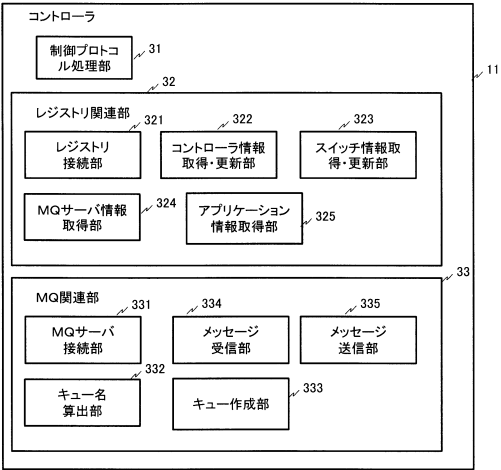 コントローラ
制御プロトコ
ル処理部
31
11
32
レジストリ関連部
321
322
323
レジストリ
接続部
コントローラ情報
取得・更新部
スイッチ情報取
得・更新部
MQサーバ情報
取得部
324
アプリケーション
情報取得部
325
33
MQ関連部
331
334
335
MQサーバ
接続部
メッセージ
受信部
メッセージ
送信部
332
キュー名
算出部
キュー作成部
333